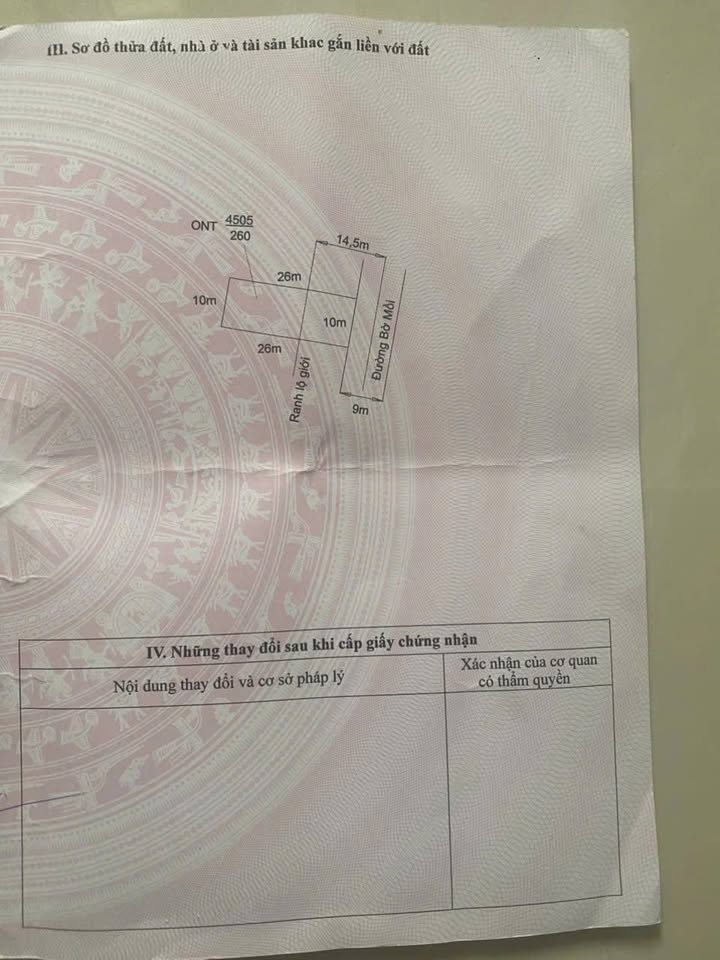 III. Sơ đồ thửa đất, nhà ở và tài sản khac gắn liền với đất
ONT 4505
260
14,5m
26m
10m
10m
26m
Đường Bờ Mồi
Ranh lộ giới
9m
IV. Những thay đổi sau khi cấp giấy chứng nhận
Nội dung thay đổi và cơ sở pháp lý
Xác nhận của cơ quan
có thẩm quyền